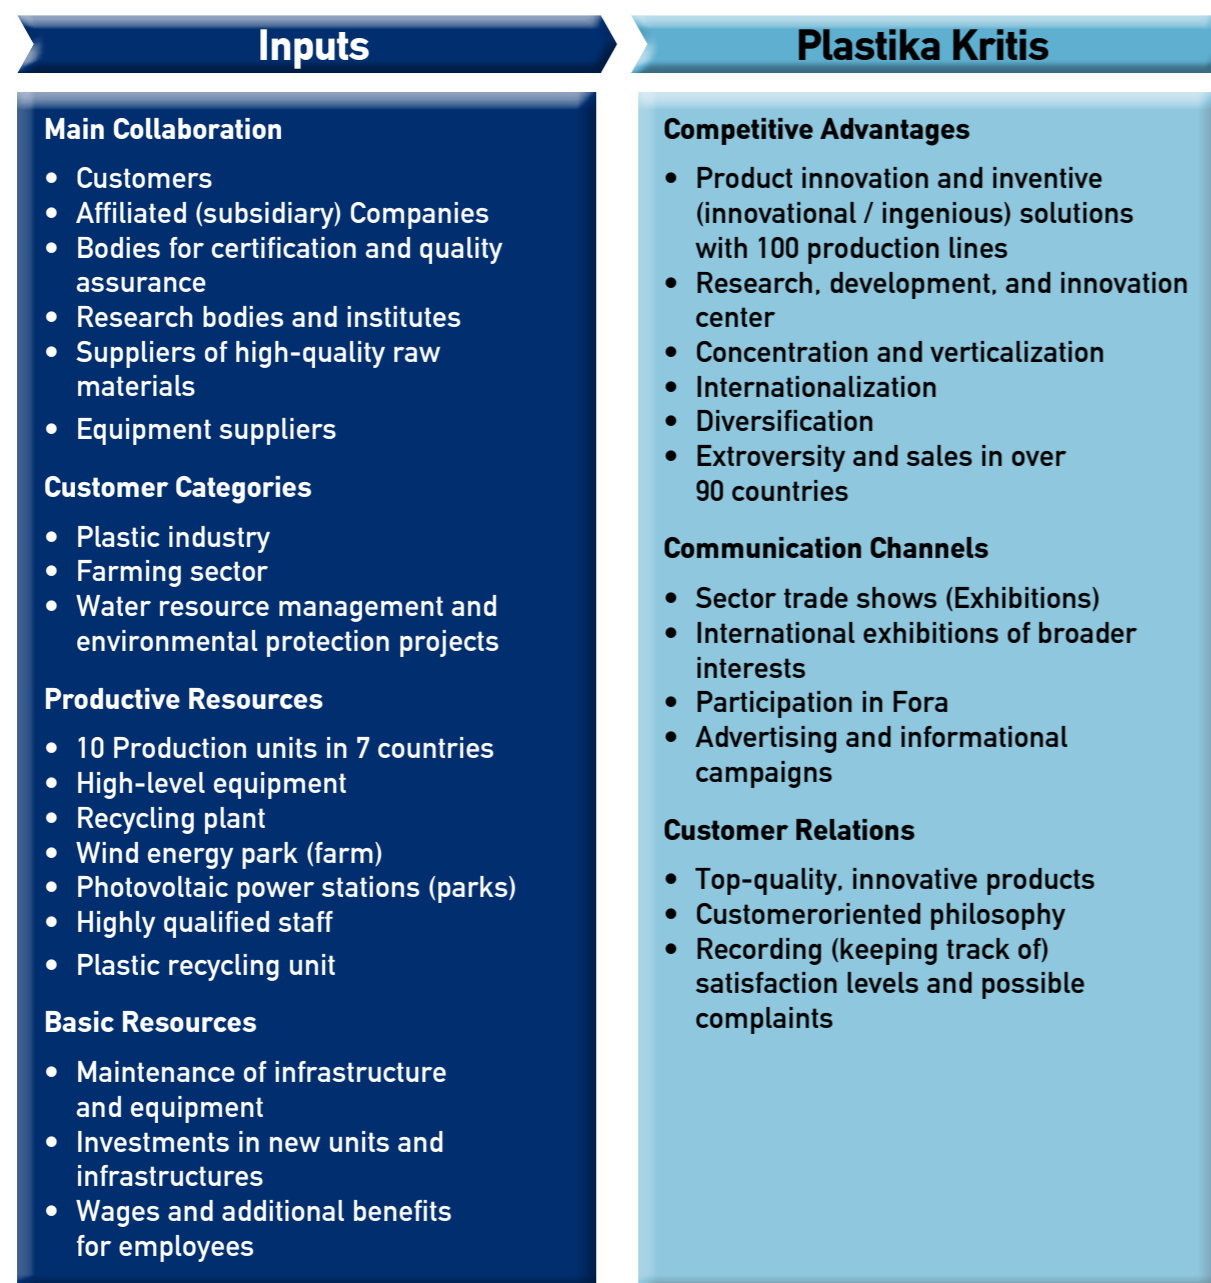 Inputs
Main Collaboration
• Customers
• Affiliated (subsidiary) Companies
• Bodies for certification and quality
assurance
• Research bodies and institutes
• Suppliers of high-quality raw
materials
• Equipment suppliers
Customer Categories
• Plastic industry
• Farming sector
• Water resource management and
environmental protection projects
Productive Resources
• 10 Production units in 7 countries
• High-level equipment
• Recycling plant
• Wind energy park (farm)
• Photovoltaic power stations (parks)
• Highly qualified staff
• Plastic recycling unit
Basic Resources
• Maintenance of infrastructure
and equipment
• Investments in new units and
infrastructures
• Wages and additional benefits
for employees
Plastika Kritis
Competitive Advantages
• Product innovation and inventive
(innovational / ingenious) solutions
with 100 production lines
• Research, development, and innovation
center
• Concentration and verticalization
• Internationalization
• Diversification
• Extroversity and sales in over
90 countries
Communication Channels
• Sector trade shows (Exhibitions)
• International exhibitions of broader
interests
• Participation in Fora
• Advertising and informational
campaigns
Customer Relations
• Top-quality, innovative products
• Customeroriented philosophy
• Recording (keeping track of)
satisfaction levels and possible
complaints